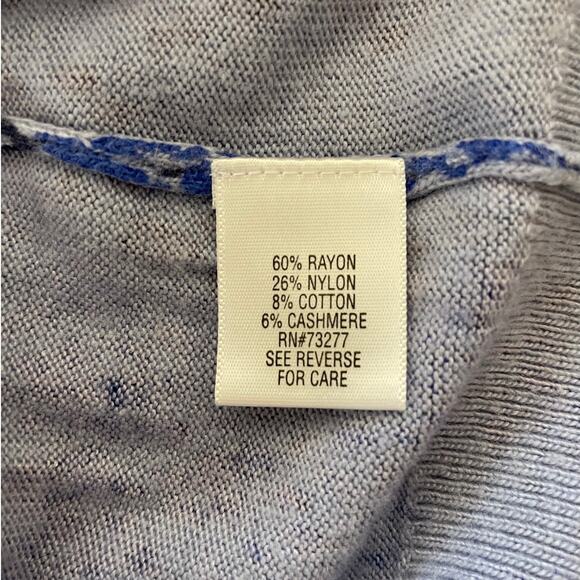 60% RAYON
26% NYLON
8% COTTON
6% CASHMERE
RN#73277
SEE REVERSE
FOR CARE